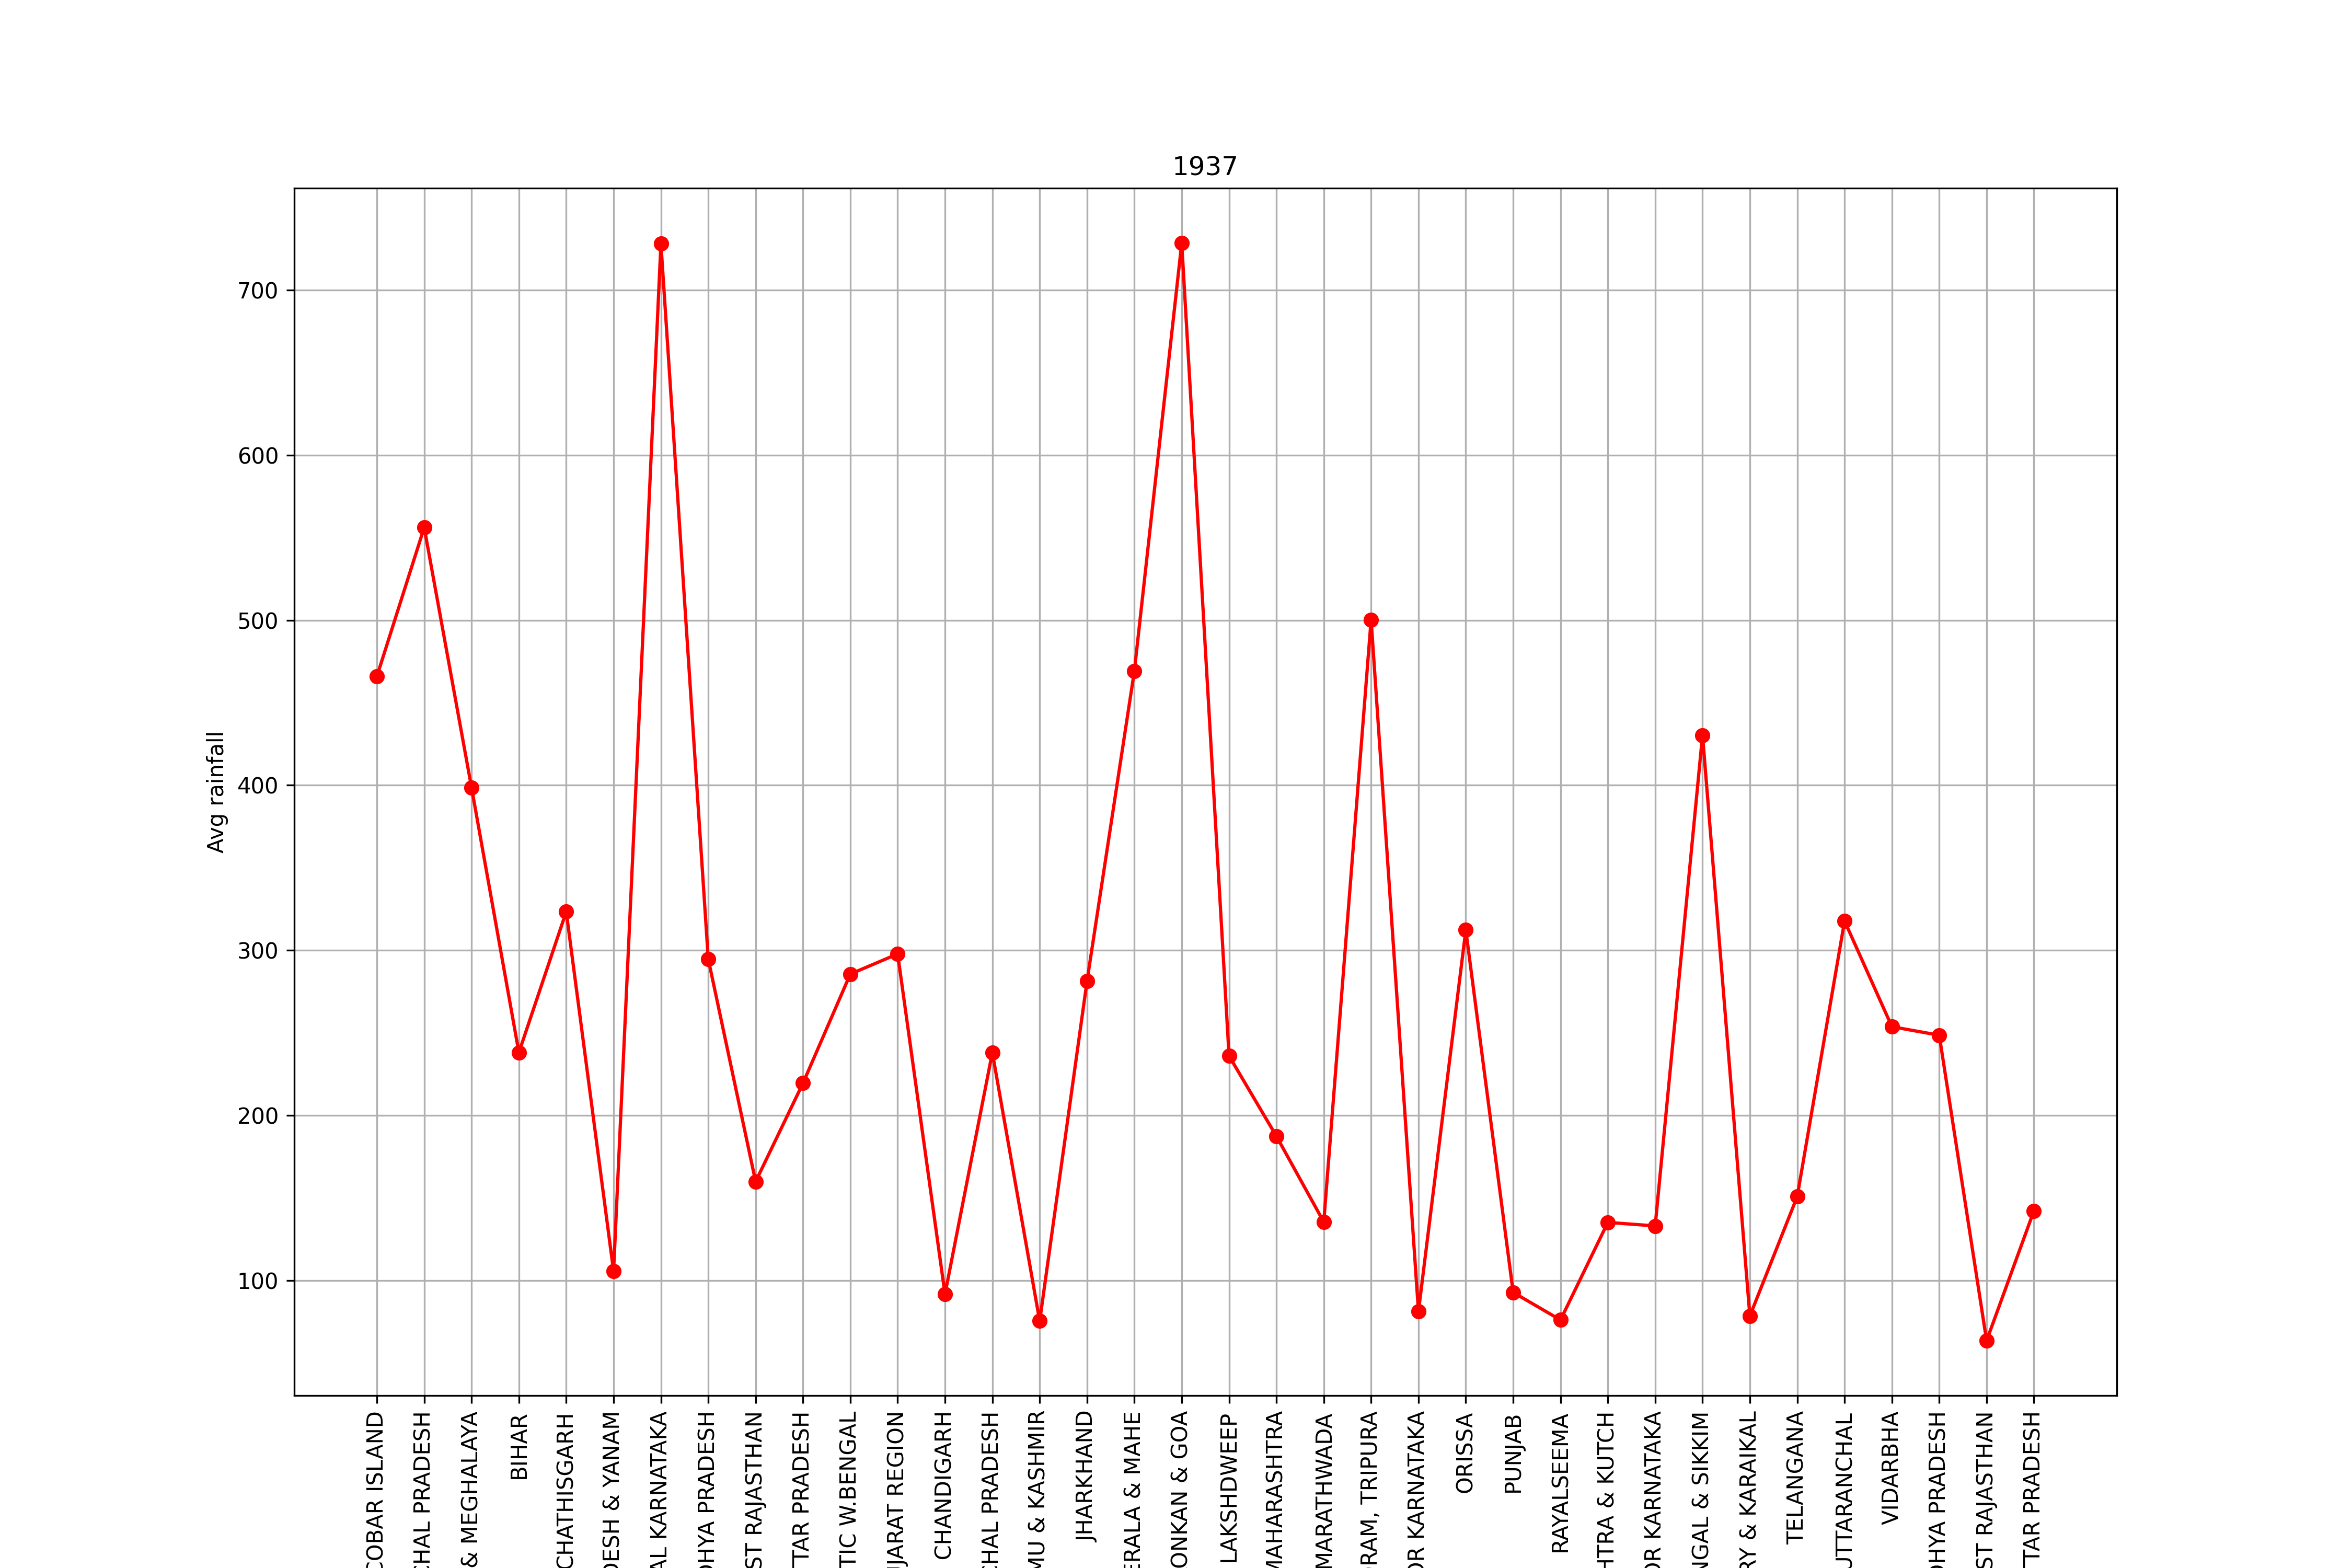 1937
Avg rainfall
700
600
500
400
300
200
100
COBAR ISLAND
CHAL PRADESH
& MEGHALAYA
BIHAR
CHATHISGARH
DESH & YANAM
AL KARNATAKA
DHYA PRADESH
ST RAJASTHAN
TTAR PRADESH
TIC W.BENGAL
JARAT REGION
CHANDIGARH
CHAL PRADESH
MU & KASHMIR
JHARKHAND
ERALA & MAHE
ONKAN & GOA
LAKSHDWEEP
MAHARASHTRA
MARATHWADA
RAM, TRIPURA
OR KARNATAKA
ORISSA
PUNJAB
RAYALSEEMA
HTRA & KUTCH
OR KARNATAKA
NGAL & SIKKIM
RY & KARAIKAL
TELANGANA
UTTARANCHAL
VIDARBHA
DHYA PRADESH
ST RAJASTHAN
TTAR PRADESH